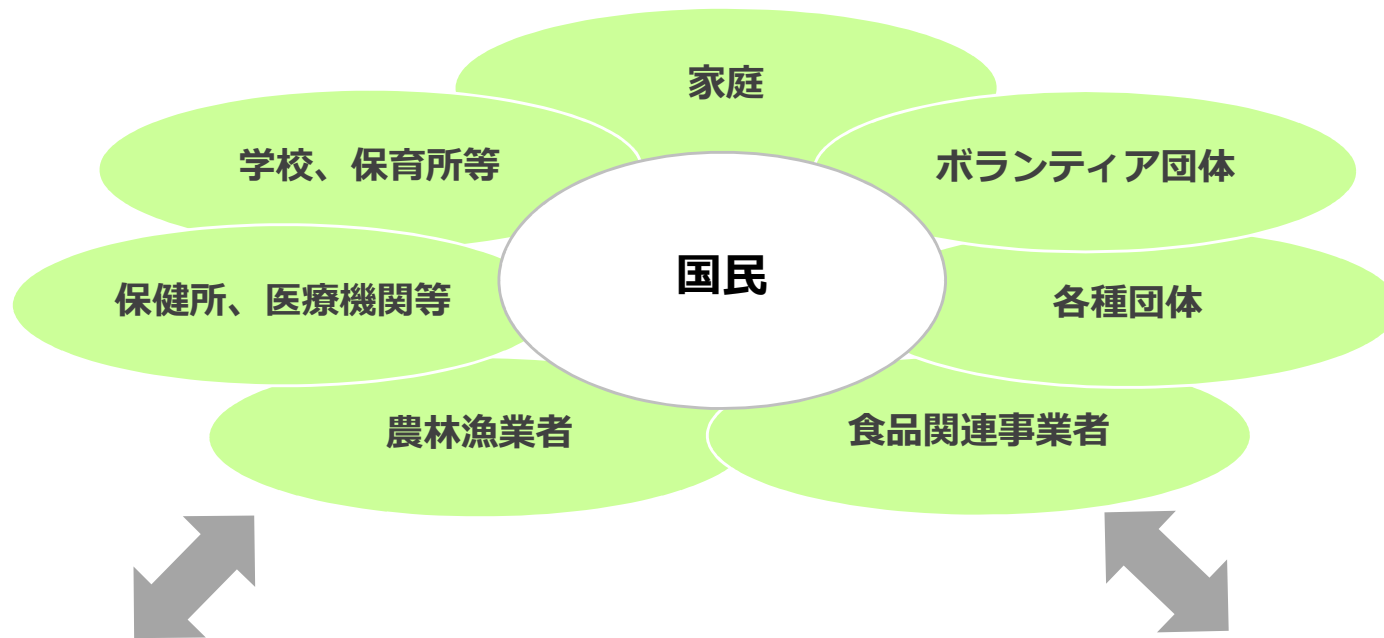 家庭
学校、保育所等
ボランティア団体
国民
保健所、医療機関等
各種団体
農林漁業者
食品関連事業者